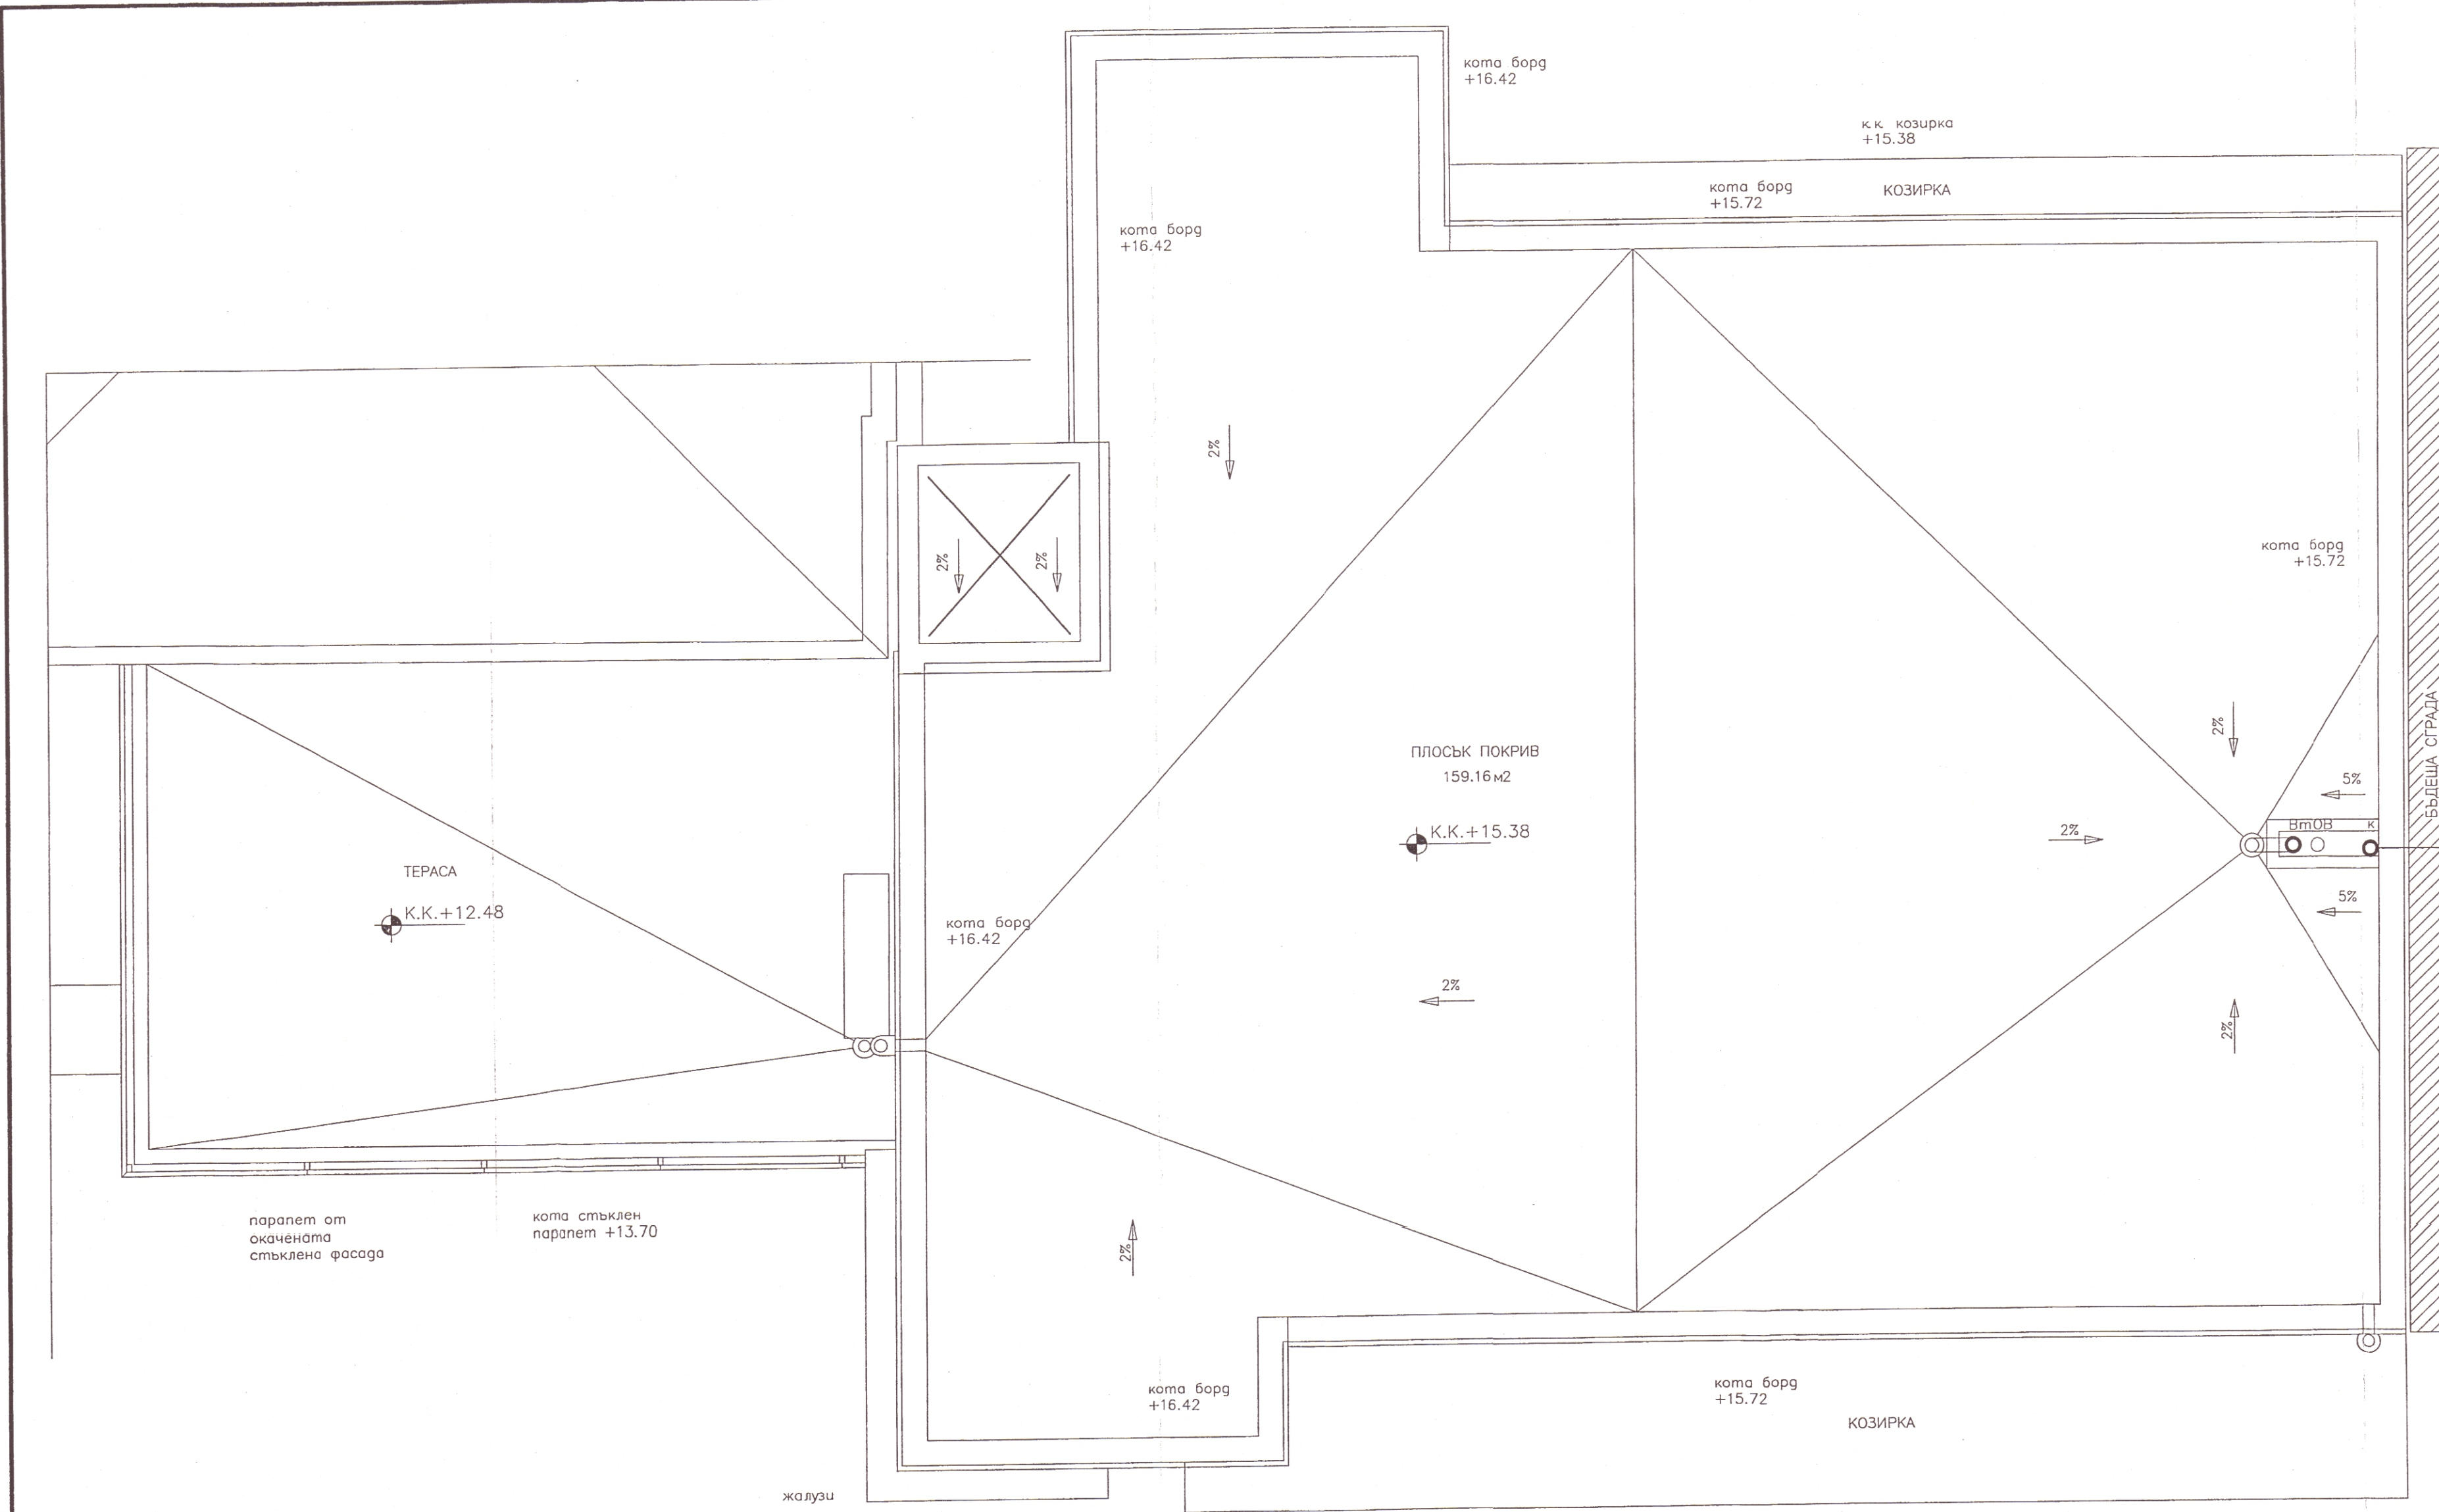 кота борд
+16.42
к.к. козирка
+15.38
кота борд
+15.72
КОЗИРКА
кота борд
+16.42
2%
2%
2%
кота борд
+15.72
2%
ПЛОСЪК ПОКРИВ
159.16 м2
К.К.+15.38
5%
ВтОВ
к
2%
БЪДЕЩА СГРАДА
ТЕРАСА
К.К.+12.48
кота борд
+16.42
5%
2%
2%
парапет от
окачената
стъклена фасада
кота стъклен
парапет +13.70
2%
кота борд
+16.42
кота борд
+15.72
КОЗИРКА
жалузи